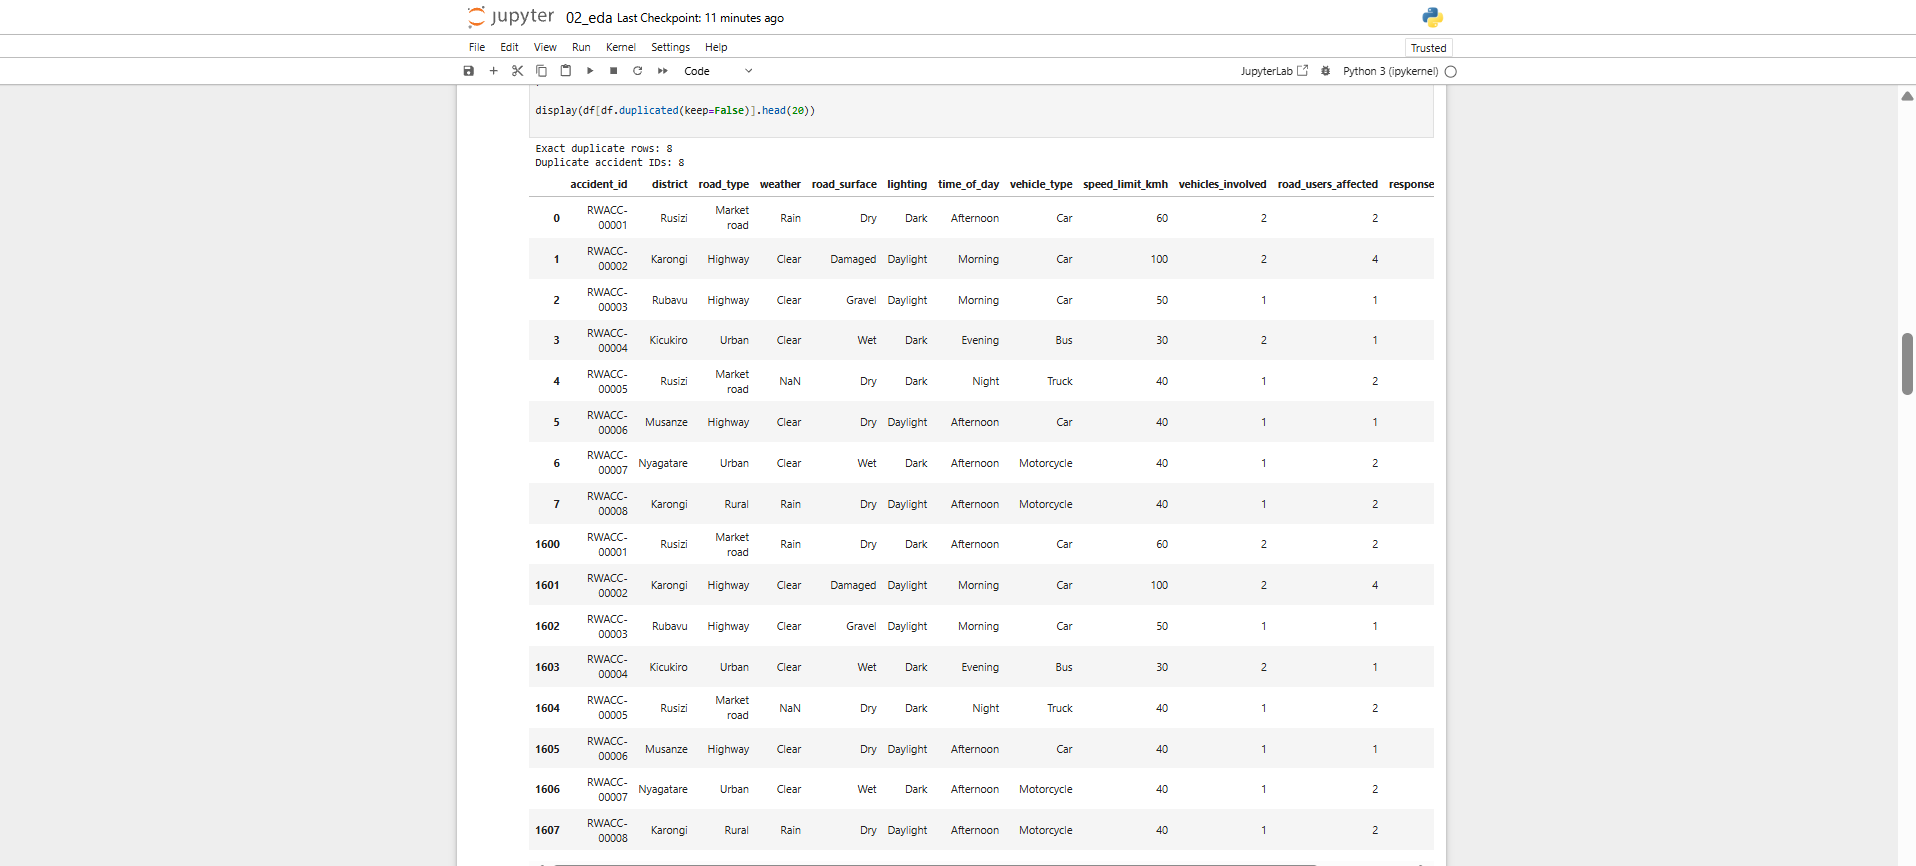 jupyter 02_eda Last Checkpoint: 11 minutes ago
File Edit View Run Kernel Settings Help Trusted
Code JupyterLab Python 3 (ipykernel)
display(df[df.duplicated(keep=False)].head(20))
Exact duplicate rows: 8
Duplicate accident IDs: 8
accident_id district road_type weather road_surface lighting time_of_day vehicle_type speed_limit_kmh vehicles_involved road_users_affected response
0 RWACC-00001 Rusizi Market road Rain Dry Dark Afternoon Car 60 2 2
1 RWACC-00002 Karongi Highway Clear Damaged Daylight Morning Car 100 2 4
2 RWACC-00003 Rubavu Highway Clear Gravel Daylight Morning Car 50 1 1
3 RWACC-00004 Kicukiro Urban Clear Wet Dark Evening Bus 30 2 1
4 RWACC-00005 Rusizi Market road NaN Dry Dark Night Truck 40 1 2
5 RWACC-00006 Musanze Highway Clear Dry Daylight Afternoon Car 40 1 1
6 RWACC-00007 Nyagatare Urban Clear Wet Dark Afternoon Motorcycle 40 1 2
7 RWACC-00008 Karongi Rural Rain Dry Daylight Afternoon Motorcycle 40 1 2
1600 RWACC-00001 Rusizi Market road Rain Dry Dark Afternoon Car 60 2 2
1601 RWACC-00002 Karongi Highway Clear Damaged Daylight Morning Car 100 2 4
1602 RWACC-00003 Rubavu Highway Clear Gravel Daylight Morning Car 50 1 1
1603 RWACC-00004 Kicukiro Urban Clear Wet Dark Evening Bus 30 2 1
1604 RWACC-00005 Rusizi Market road NaN Dry Dark Night Truck 40 1 2
1605 RWACC-00006 Musanze Highway Clear Dry Daylight Afternoon Car 40 1 1
1606 RWACC-00007 Nyagatare Urban Clear Wet Dark Afternoon Motorcycle 40 1 2
1607 RWACC-00008 Karongi Rural Rain Dry Daylight Afternoon Motorcycle 40 1 2